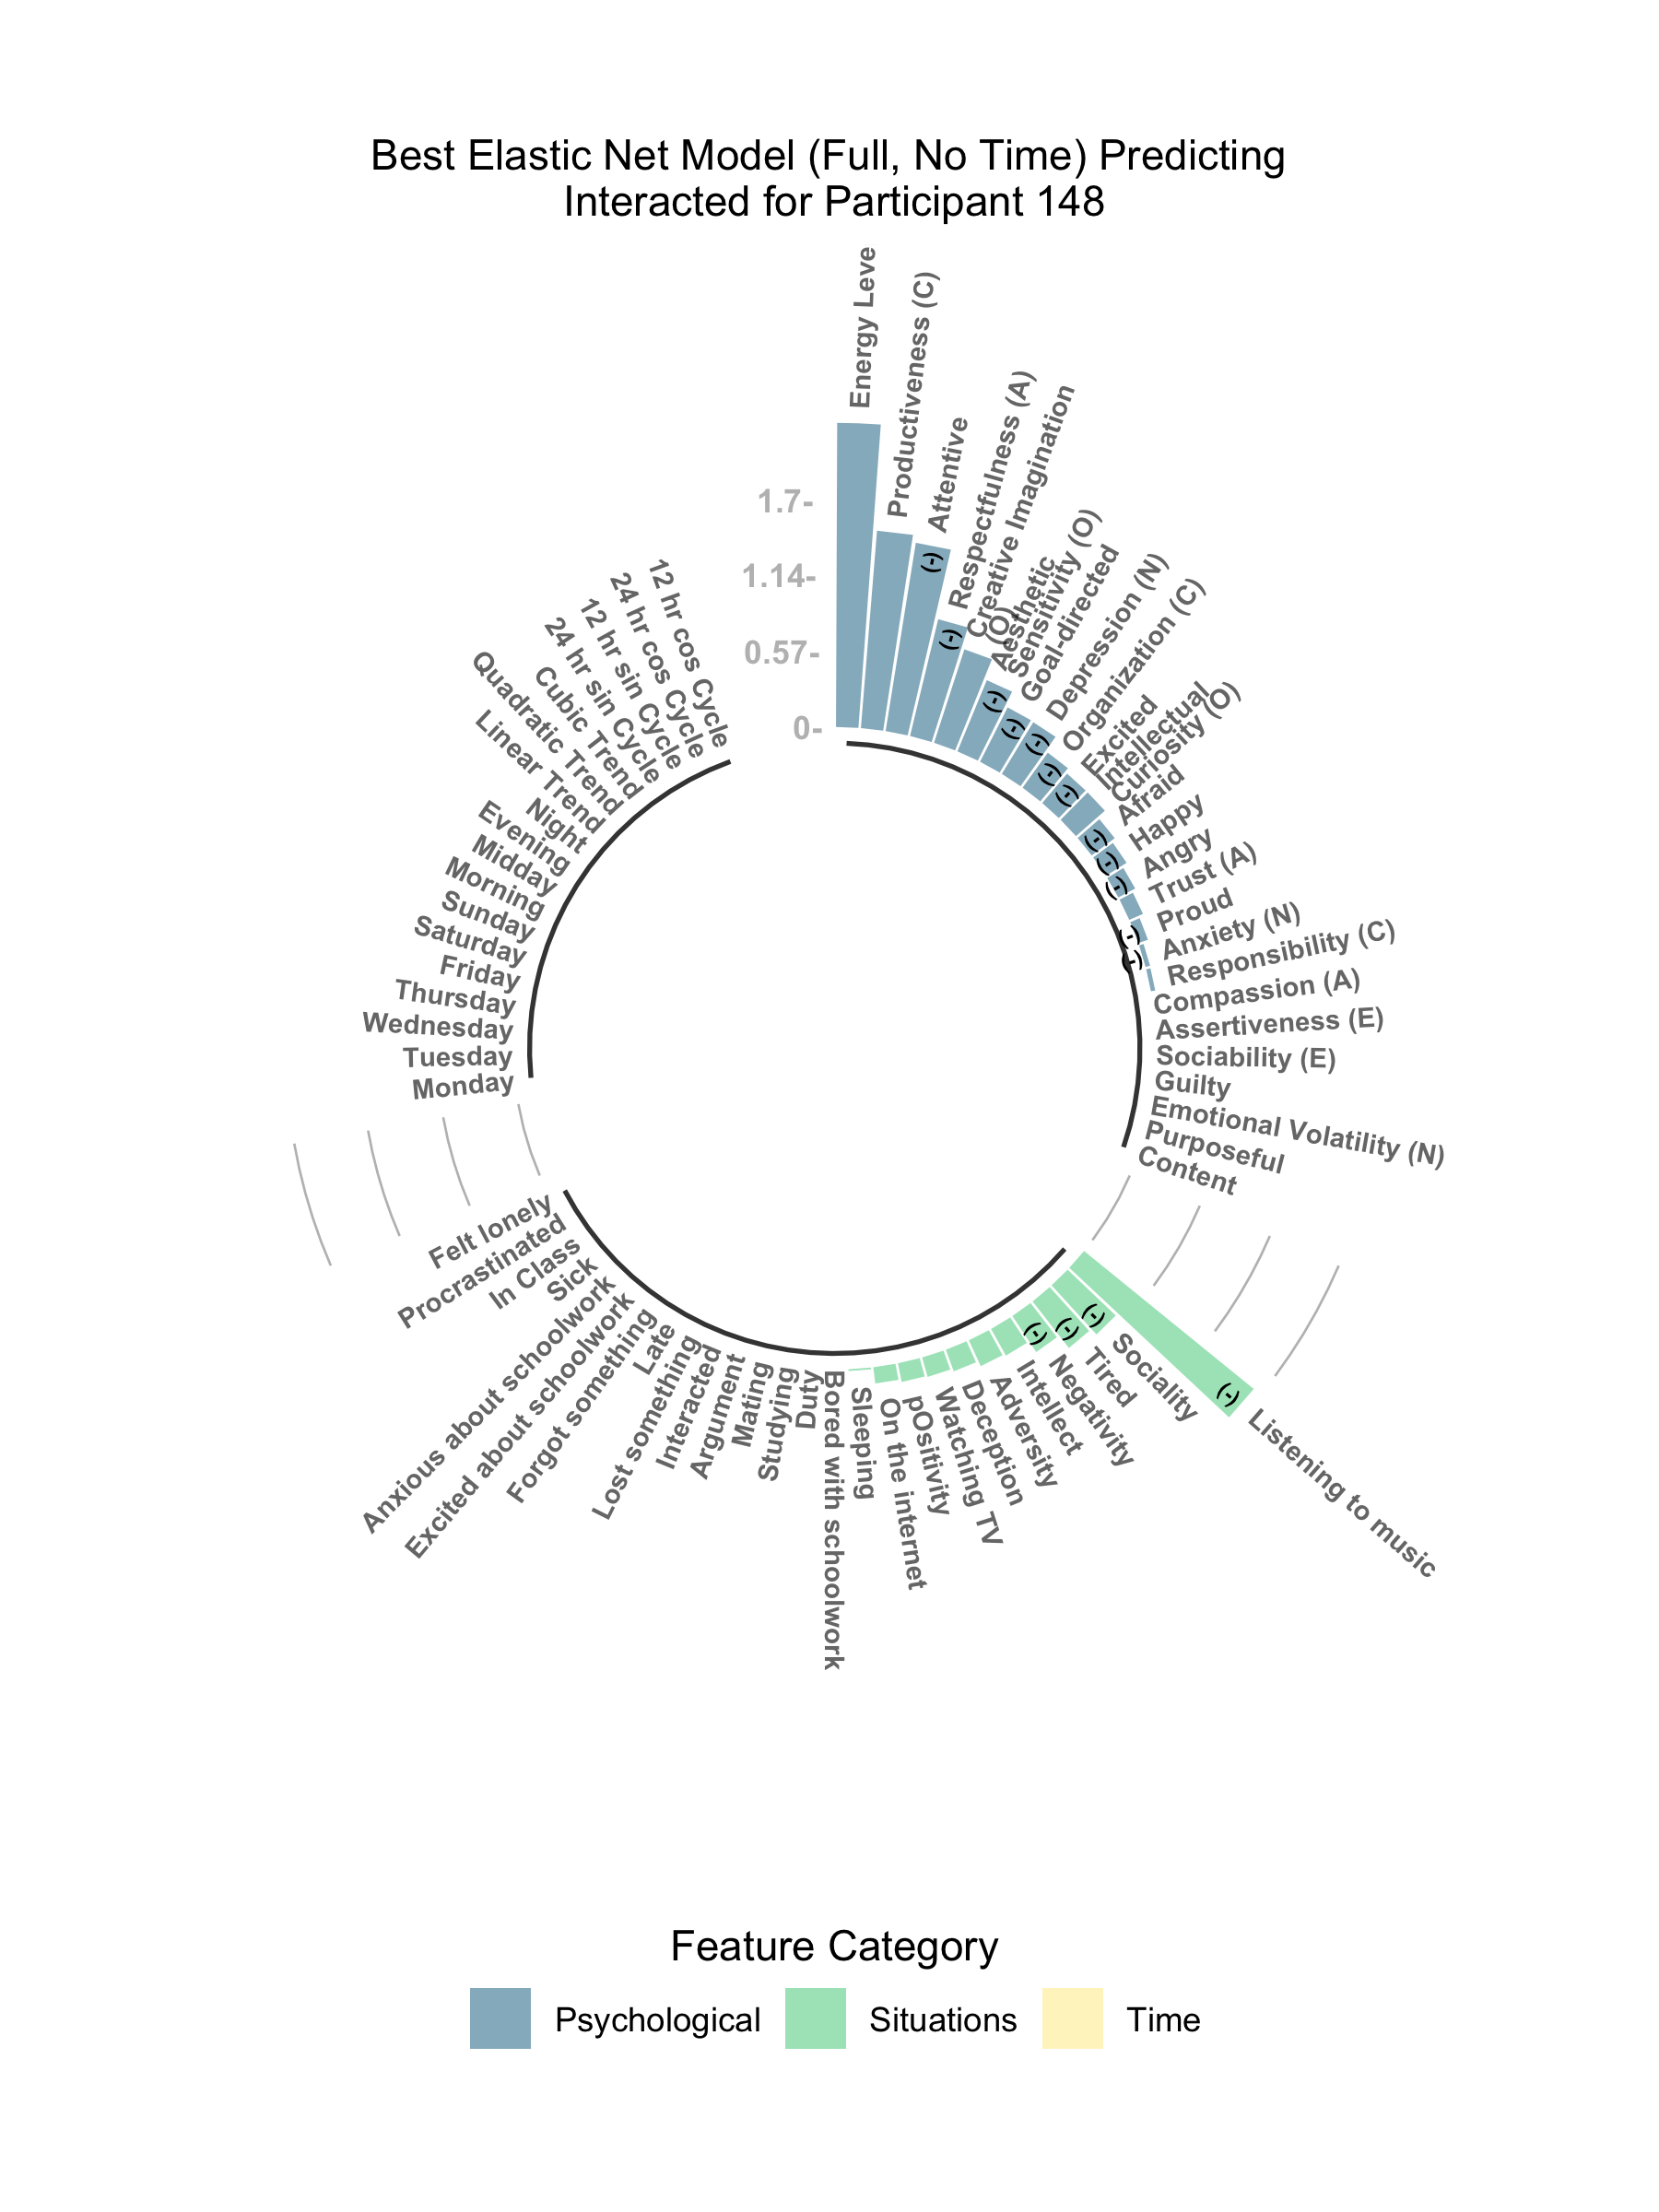 Best Elastic Net Model (Full, No Time) Predicting
Interacted for Participant 148
1.7-
1.14-
0.57-
0-
Energy Leve
Productiveness (C)
(-)
Attentive
(-)
Respectfulness (A)
Creative Imagination
(O)
(-)
Aesthetic
Sensitivity (O)
(-)
Goal-directed
(-)
Depression (N)
(-)
Organization (C)
(-)
Excited
Intellectual
Curiosity (O)
(-)
Afraid
(-)
Happy
(-)
Angry
Trust (A)
(-)
Proud
(-)
Anxiety (N)
Responsibility (C)
Compassion (A)
Assertiveness (E)
Sociability (E)
Guilty
Emotional Volatility (N)
Purposeful
Content
(-)
Listening to music
(-)
Sociality
(-)
Tired
(-)
Negativity
Intellect
Adversity
Deception
Watching TV
pOsitivity
On the internet
Sleeping
Bored with schoolwork
Duty
Studying
Mating
Argument
Interacted
Lost something
Late
Forgot something
Excited about schoolwork
Anxious about schoolwork
Sick
In Class
Procrastinated
Felt lonely
Monday
Tuesday
Wednesday
Thursday
Friday
Saturday
Sunday
Morning
Midday
Evening
Night
Linear Trend
Quadratic Trend
Cubic Trend
24 hr sin Cycle
12 hr sin Cycle
24 hr cos Cycle
12 hr cos Cycle
Feature Category
Psychological
Situations
Time